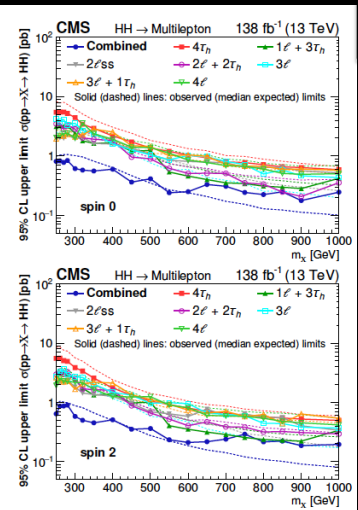 CMS HH → Multilepton 138 fb⁻¹ (13 TeV)
Combined 4τₕ 1ℓ + 3τₕ
2ℓss 2ℓ + 2τₕ 3ℓ
3ℓ + 1τₕ 4ℓ
Solid (dashed) lines: observed (median expected) limits
95% CL upper limit σ(pp→X→ HH) [pb]
10²
10
1
10⁻¹
spin 0
300 400 500 600 700 800 900 1000
mₓ [GeV]
CMS HH → Multilepton 138 fb⁻¹ (13 TeV)
Combined 4τₕ 1ℓ + 3τₕ
2ℓss 2ℓ + 2τₕ 3ℓ
3ℓ + 1τₕ 4ℓ
Solid (dashed) lines: observed (median expected) limits
95% CL upper limit σ(pp→X→ HH) [pb]
10²
10
1
10⁻¹
spin 2
300 400 500 600 700 800 900 1000
mₓ [GeV]